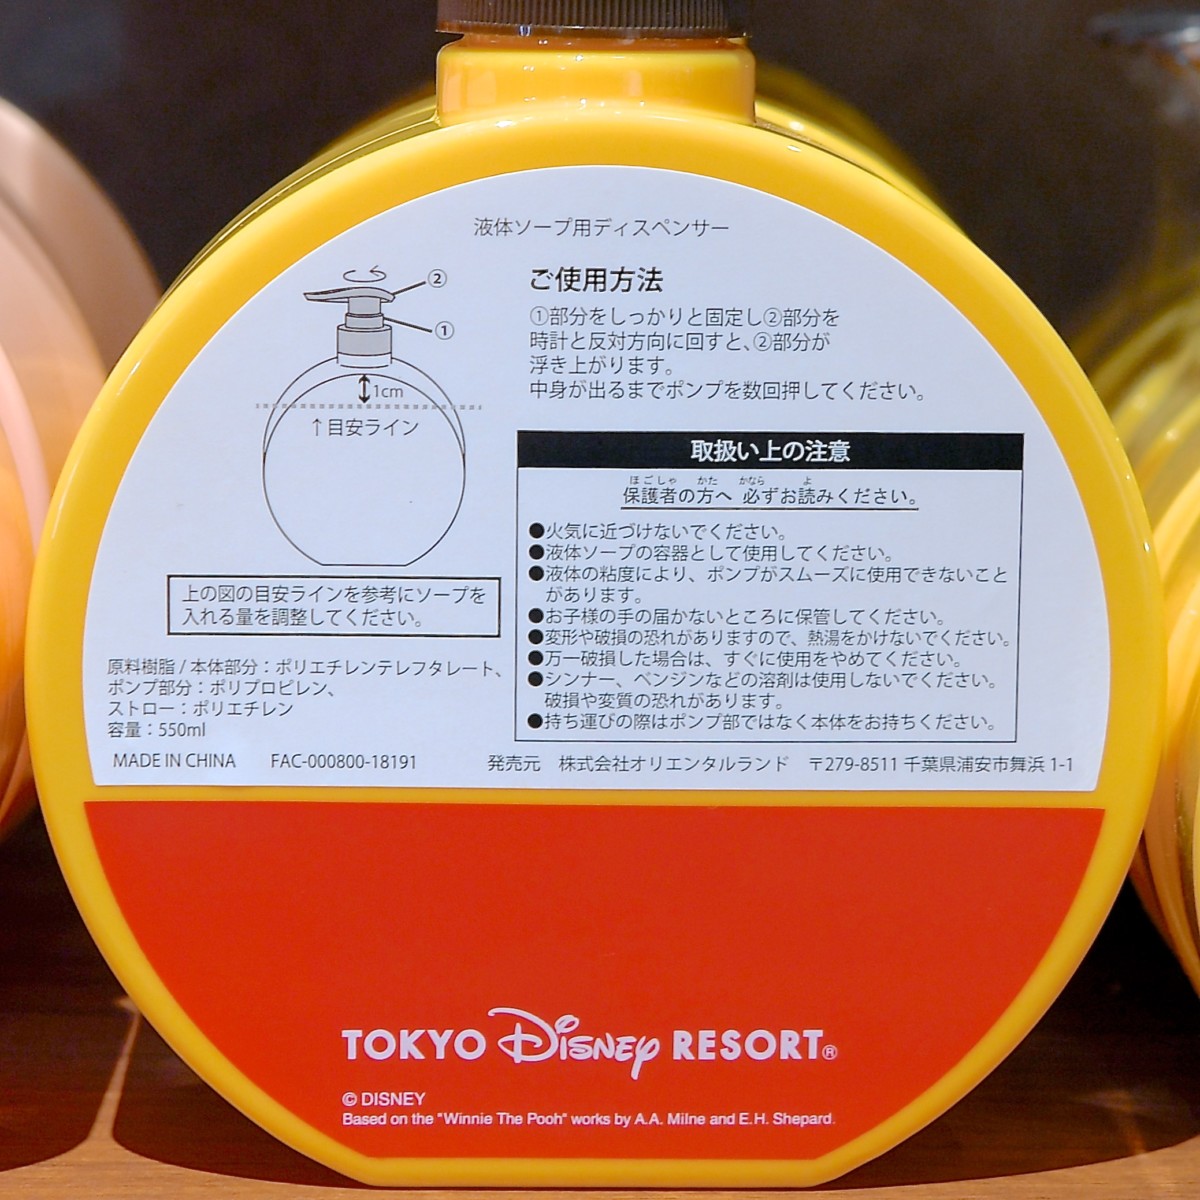 液体ソープ用ディスペンサー
②
①
1cm
↑目安ライン
上の図の目安ラインを参考にソープを
入れる量を調整してください。
ご使用方法
①部分をしっかりと固定し②部分を
時計と反対方向に回すと、②部分が
浮き上がります。
中身が出るまでポンプを数回押してください。
取扱い上の注意
ほごしゃ かた かなら よ
保護者の方へ 必ずお読みください。
●火気に近づけないでください。
●液体ソープの容器として使用してください。
●液体の粘度により、ポンプがスムーズに使用できないこと
があります。
●お子様の手の届かないところに保管してください。
●変形や破損の恐れがありますので、熱湯をかけないでください。
●万一破損した場合は、すぐに使用をやめてください。
●シンナー、ベンジンなどの溶剤は使用しないでください。
破損や変質の恐れがあります。
●持ち運びの際はポンプ部ではなく本体をお持ちください。
原料樹脂 / 本体部分：ポリエチレンテレフタレート、
ポンプ部分：ポリプロピレン、
ストロー：ポリエチレン
容量：550ml
MADE IN CHINA FAC-000800-18191 発売元 株式会社オリエンタルランド 〒279-8511 千葉県浦安市舞浜 1-1
TOKYO Disney RESORT®
© DISNEY
Based on the "Winnie The Pooh" works by A.A. Milne and E.H. Shepard.